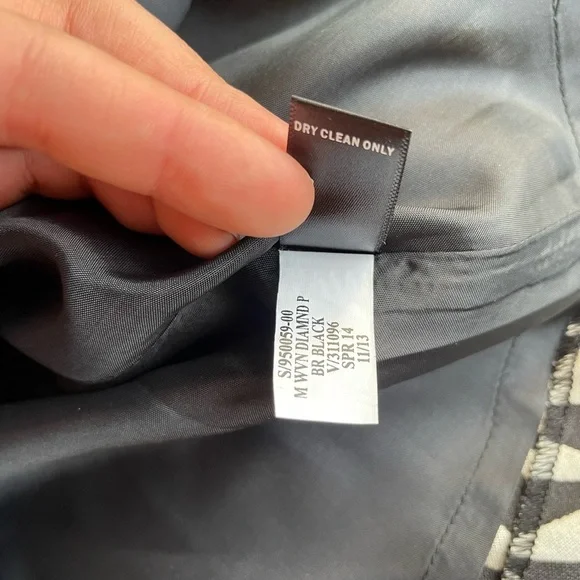 DRY CLEAN ONLY
S/950059-00
M WVN DIAMND P
BR BLACK
V/311096
SPR 14
11/13